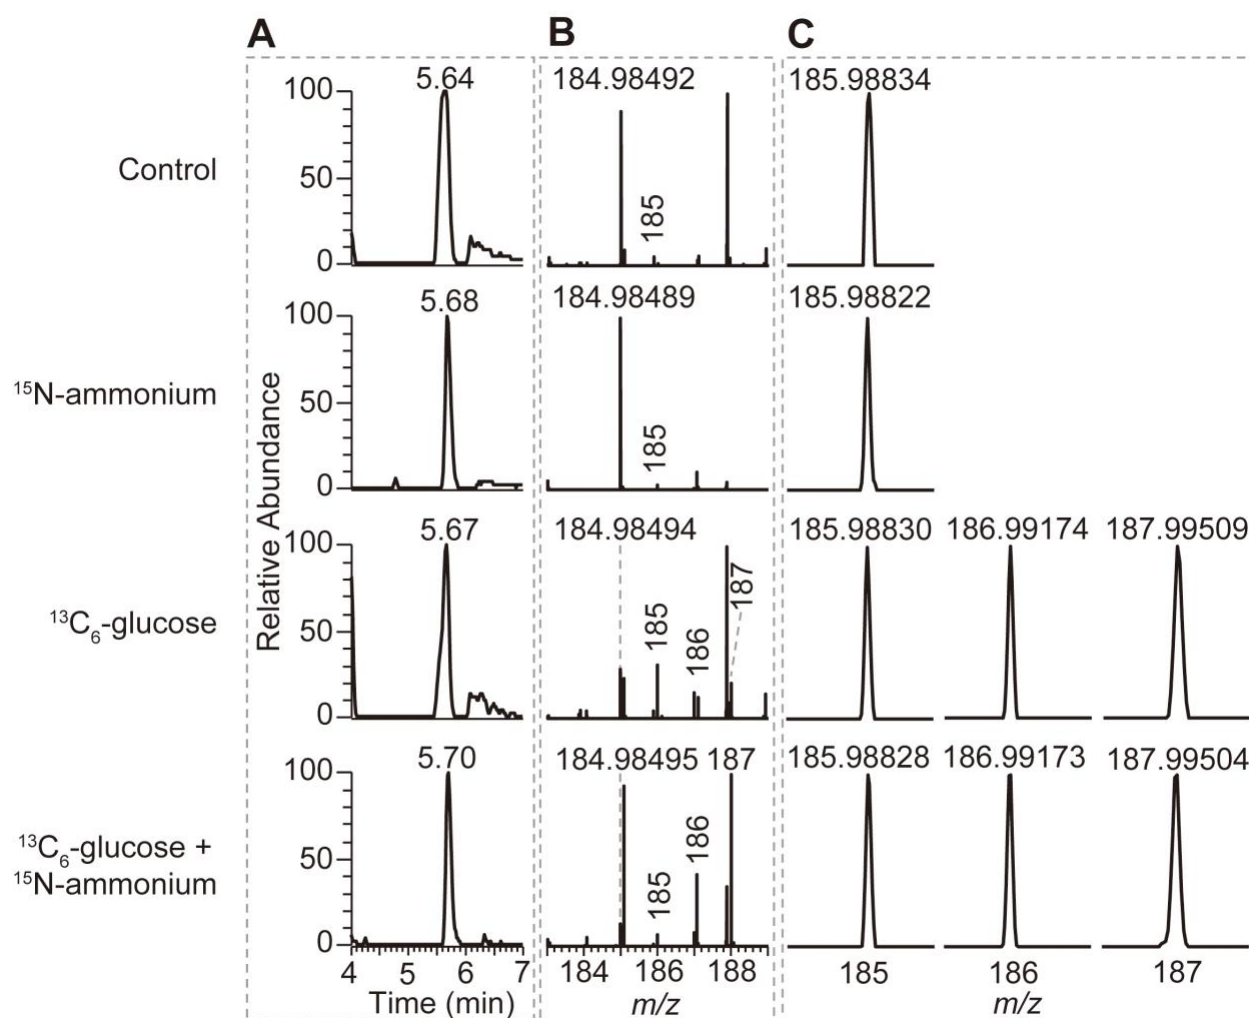 A
B
C
Control
¹⁵N-ammonium
¹³C₆-glucose
¹³C₆-glucose +
¹⁵N-ammonium
Relative Abundance
5.64
100
50
0
5.68
100
50
0
5.67
100
50
0
5.70
100
50
0
4 5 6 7
Time (min)
184.98492
185
184.98489
185
184.98494
185
186
187
184.98495 187
185
186
184 186 188
m/z
185.98834
185.98822
185.98830 186.99174 187.99509
185.98828 186.99173 187.99504
185 186 187
m/z